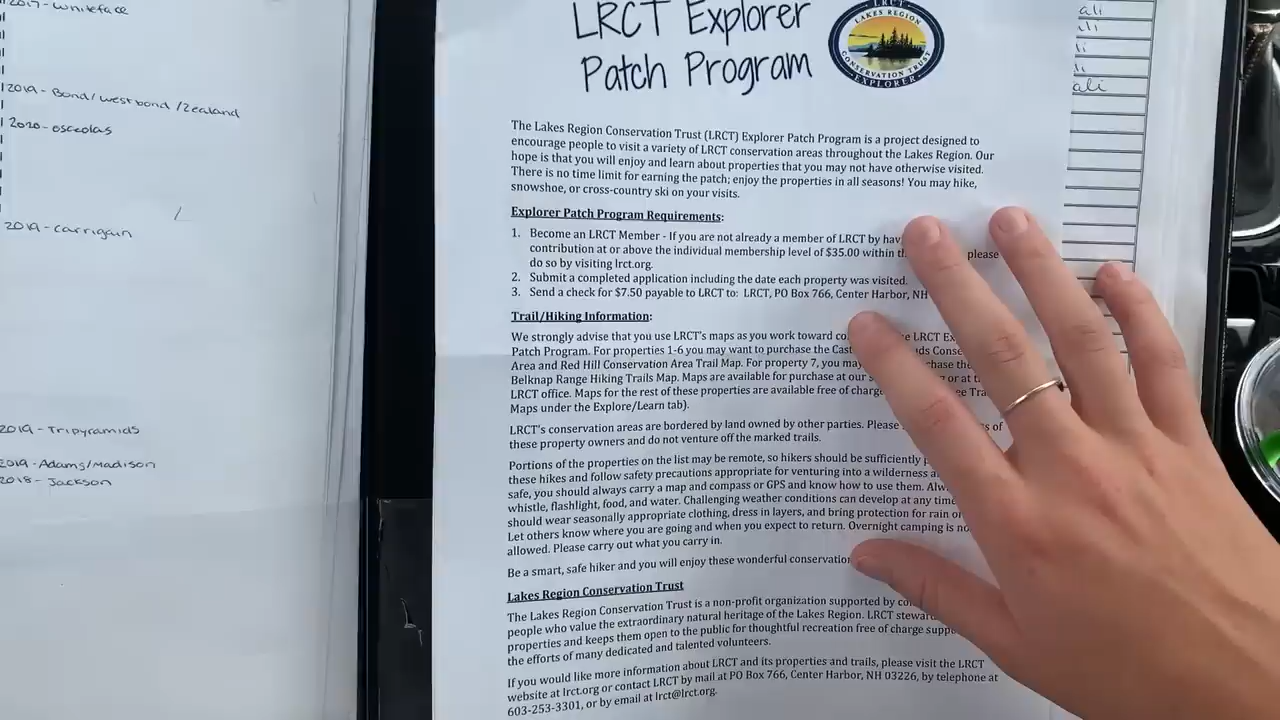 2017- Whiteface
2019- Bond/ west bond /Zealand
2020- osceolas
2019- carrigain
2019- Tripyramids
2019- Adams/Madison
2018- Jackson
LRCT Explorer
Patch Program
LRCT
LAKES REGION
CONSERVATION TRUST
EXPLORER
The Lakes Region Conservation Trust (LRCT) Explorer Patch Program is a project designed to
encourage people to visit a variety of LRCT conservation areas throughout the Lakes Region. Our
hope is that you will enjoy and learn about properties that you may not have otherwise visited.
There is no time limit for earning the patch; enjoy the properties in all seasons! You may hike,
snowshoe, or cross-country ski on your visits.
Explorer Patch Program Requirements:
1. Become an LRCT Member - If you are not already a member of LRCT by
contribution at or above the individual membership level of $35.00 within please
do so by visiting lrct.org.
2. Submit a completed application including the date each property was visited.
3. Send a check for $7.50 payable to LRCT to: LRCT, PO Box 766, Center Harbor, NH
Trail/Hiking Information:
We strongly advise that you use LRCT's maps as you work toward LRCT
Patch Program. For properties 1-6 you may want to purchase the
Area and Red Hill Conservation Area Trail Map. For property 7, you may the
Belknap Range Hiking Trails Map. Maps are available for purchase at our or at
LRCT office. Maps for the rest of these properties are available free of
Maps under the Explore/Learn tab).
LRCT's conservation areas are bordered by land owned by other parties. Please of
these property owners and do not venture off the marked trails.
Portions of the properties on the list may be remote, so hikers should be sufficiently
these hikes and follow safety precautions appropriate for venturing into a wilderness
safe, you should always carry a map and compass or GPS and know how to use them.
whistle, flashlight, food, and water. Challenging weather conditions can develop at any
should wear seasonally appropriate clothing, dress in layers, and bring protection for rain
Let others know where you are going and when you expect to return. Overnight camping is
allowed. Please carry out what you carry in.
Be a smart, safe hiker and you will enjoy these wonderful
Lakes Region Conservation Trust
The Lakes Region Conservation Trust is a non-profit organization supported by
people who value the extraordinary natural heritage of the Lakes Region. LRCT
properties and keeps them open to the public for thoughtful recreation free of charge
the efforts of many dedicated and talented volunteers.
If you would like more information about LRCT and its properties and trails, please visit the LRCT
website at lrct.org or contact LRCT by mail at PO Box 766, Center Harbor, NH 03226, by telephone at
603-253-3301, or by email at lrct@lrct.org.